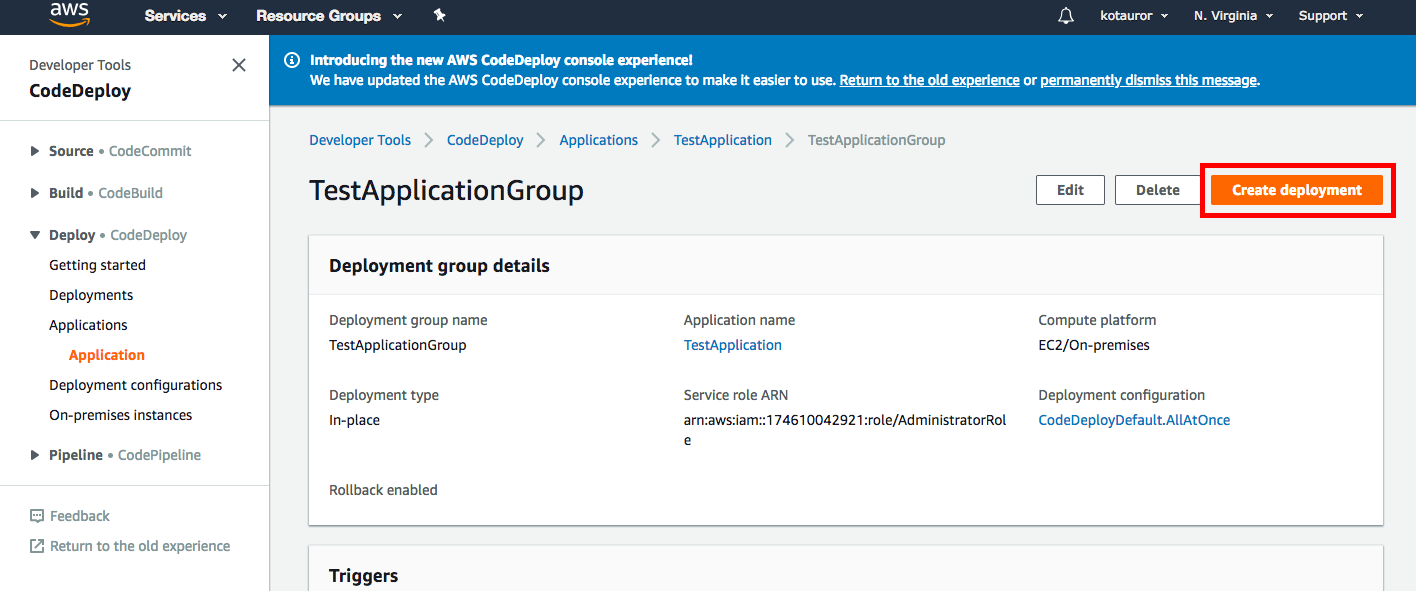 aws
Services
Resource Groups
kotauror
N. Virginia
Support
Developer Tools
CodeDeploy
Source • CodeCommit
Build • CodeBuild
Deploy • CodeDeploy
Getting started
Deployments
Applications
Application
Deployment configurations
On-premises instances
Pipeline • CodePipeline
Feedback
Return to the old experience
Introducing the new AWS CodeDeploy console experience!
We have updated the AWS CodeDeploy console experience to make it easier to use. Return to the old experience or permanently dismiss this message.
Developer Tools
CodeDeploy
Applications
TestApplication
TestApplicationGroup
TestApplicationGroup
Edit
Delete
Create deployment
Deployment group details
Deployment group name
TestApplicationGroup
Application name
TestApplication
Compute platform
EC2/On-premises
Deployment type
In-place
Service role ARN
arn:aws:iam::174610042921:role/AdministratorRol
e
Deployment configuration
CodeDeployDefault.AllAtOnce
Rollback enabled
Triggers